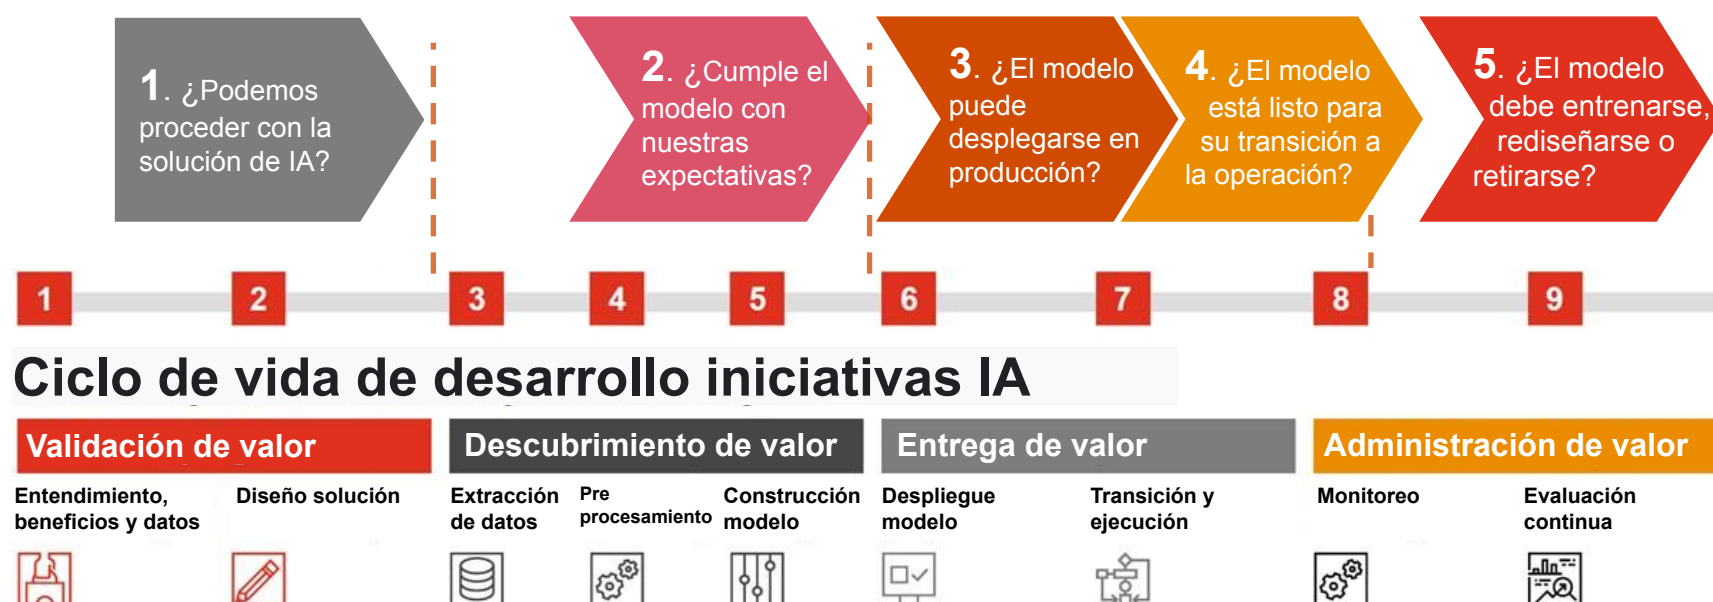 1. ¿Podemos
proceder con la
solución de IA?
2. ¿Cumple el
modelo con
nuestras
expectativas?
3. ¿El modelo
puede
desplegarse en
producción?
4. ¿El modelo
está listo para
su transición a
la operación?
5. ¿El modelo
debe entrenarse,
rediseñarse o
retirarse?
1 2 3 4 5 6 7 8 9
Ciclo de vida de desarrollo iniciativas IA
Validación de valor
Descubrimiento de valor
Entrega de valor
Administración de valor
Entendimiento,
beneficios y datos
Diseño solución
Extracción
de datos
Pre
procesamiento
Construcción
modelo
Despliegue
modelo
Transición y
ejecución
Monitoreo
Evaluación
continua